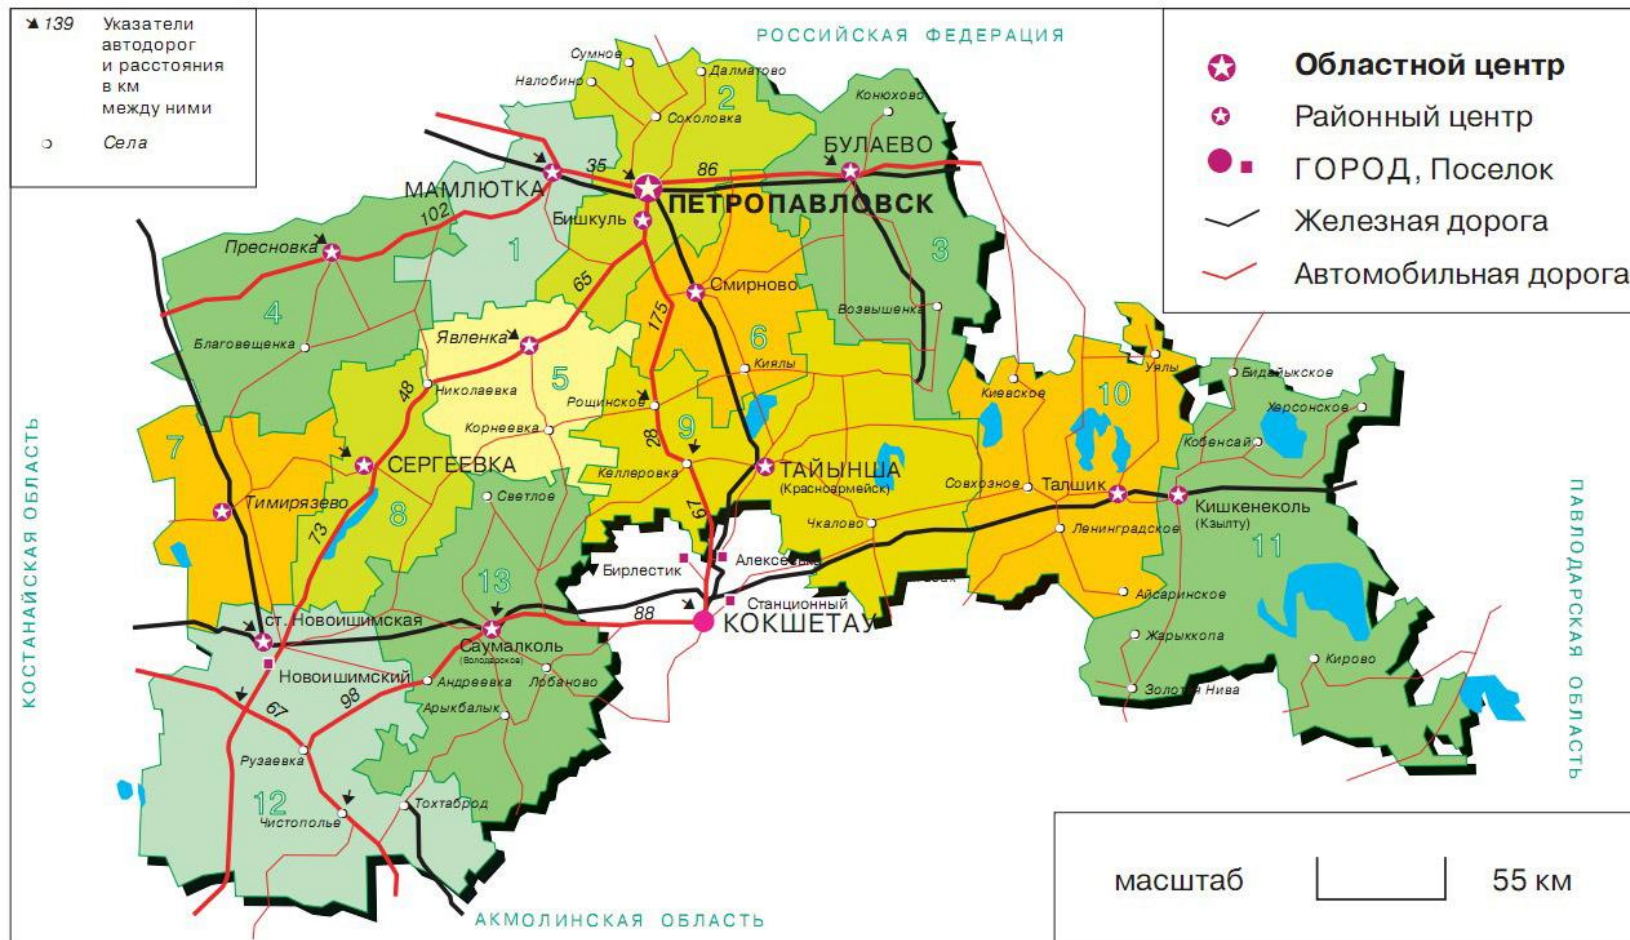 139 Указатели
автодорог
и расстояния
в км
между ними
Села
РОССИЙСКАЯ ФЕДЕРАЦИЯ
Областной центр
Районный центр
ГОРОД, Поселок
Железная дорога
Автомобильная дорога
Сумное
Налобино
Далматово
2
Соколовка
Конюхово
БУЛАЕВО
35
86
МАМЛЮТКА
ПЕТРОПАВЛОВСК
102
Бишкуль
Пресновка
1
3
65
Смирново
4
175
Возвышенка
Благовещенка
Явленка
6
Киялы
5
Уялы
Бидайыкское
48
Николаевка
Рощинское
Киевское
10
Херсонское
7
Корнеевка
28
9
Кобенсай
СЕРГЕЕВКА
Келлеровка
ТАЙЫНША
(Красноармейск)
Совхозное
Талшик
Тимирязево
Светлое
8
67
Кишкенеколь
(Кзылту)
73
Чкалово
Ленинградское
11
13
Бирлестик
Алексеевка
Айсаринское
88
Станционный
КОКШЕТАУ
ст. Новоишимская
Саумалколь
(Володарское)
Жарыккопа
Новоишимский
Андреевка
Лобаново
Кирово
Золотая Нива
67
98
Арыкбалык
Рузаевка
12
Чистополье
Тохтаброд
КОСТАНАЙСКАЯ ОБЛАСТЬ
ПАВЛОДАРСКАЯ ОБЛАСТЬ
АКМОЛИНСКАЯ ОБЛАСТЬ
масштаб 55 км